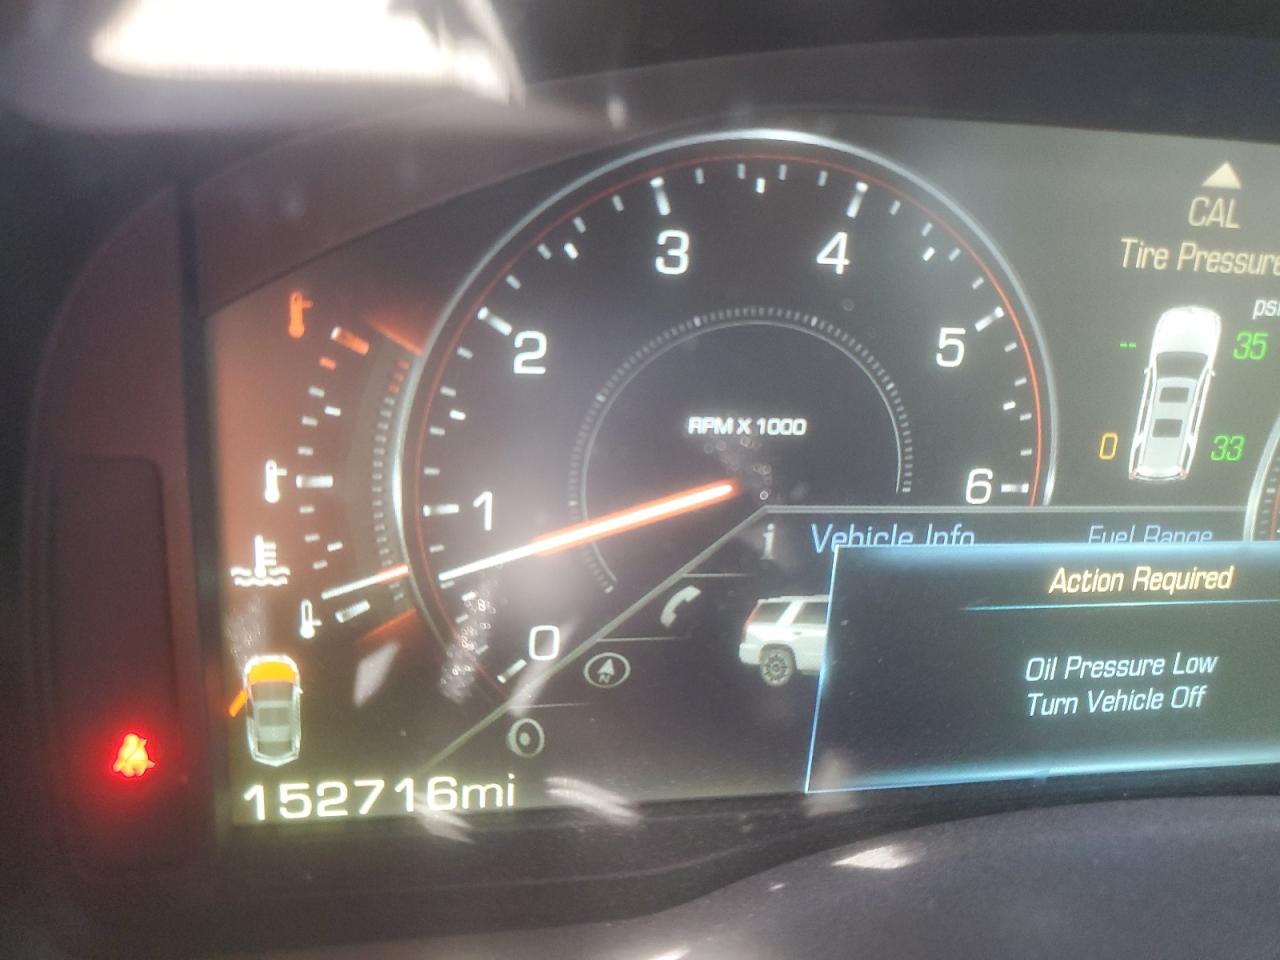 CAL
Tire Pressure
psi
-- 35
0 33
3 4
2 5
RPM X 1000
1 6
0
i Vehicle Info Fuel Range
Action Required
Oil Pressure Low
Turn Vehicle Off
N
152716mi